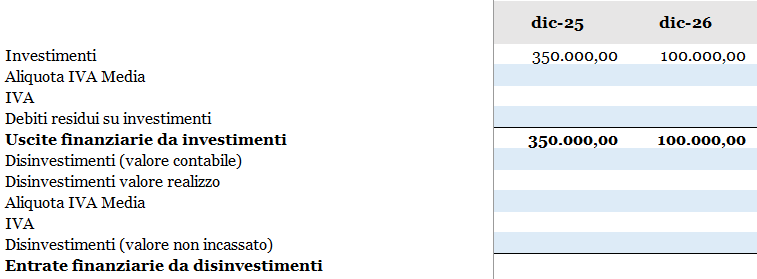 dic-25 dic-26
Investimenti 350.000,00 100.000,00
Aliquota IVA Media
IVA
Debiti residui su investimenti
Uscite finanziarie da investimenti 350.000,00 100.000,00
Disinvestimenti (valore contabile)
Disinvestimenti valore realizzo
Aliquota IVA Media
IVA
Disinvestimenti (valore non incassato)
Entrate finanziarie da disinvestimenti